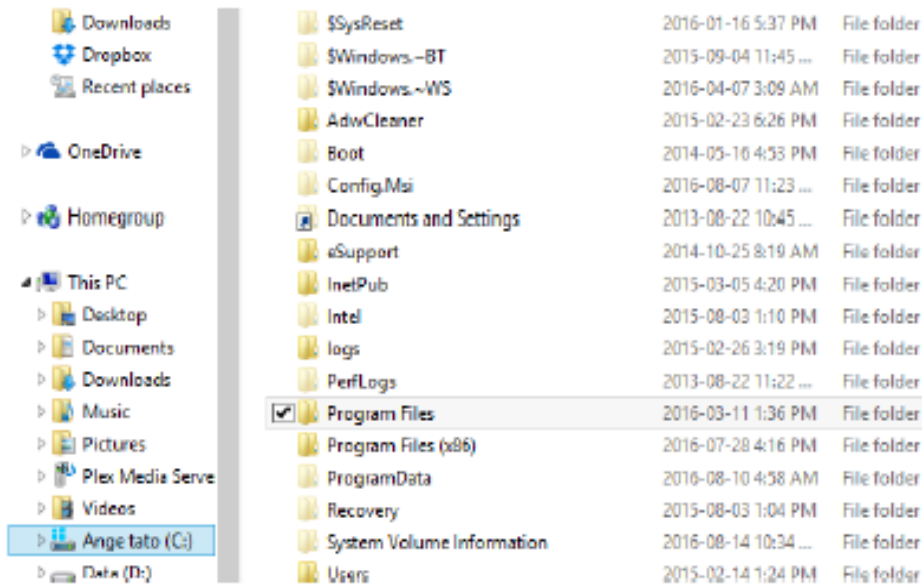 Downloads
Dropbox
Recent places
OneDrive
Homegroup
This PC
Desktop
Documents
Downloads
Music
Pictures
Plex Media Serve
Videos
Ange tato (C:)
Data (D:)
$SysReset 2016-01-16 5:37 PM File folder
$Windows.~BT 2015-09-04 11:45 ... File folder
$Windows.~WS 2016-04-07 3:09 AM File folder
AdwCleaner 2015-02-23 6:26 PM File folder
Boot 2014-05-16 4:53 PM File folder
Config.Msi 2016-08-07 11:23 ... File folder
Documents and Settings 2013-08-22 10:45 ... File folder
eSupport 2014-10-25 8:19 AM File folder
InetPub 2015-03-05 4:20 PM File folder
Intel 2015-08-03 1:10 PM File folder
logs 2015-02-26 3:19 PM File folder
PerfLogs 2013-08-22 11:22 ... File folder
Program Files 2016-03-11 1:36 PM File folder
Program Files (x86) 2016-07-28 4:16 PM File folder
ProgramData 2016-08-10 4:58 AM File folder
Recovery 2015-08-03 1:04 PM File folder
System Volume Information 2016-08-14 10:34 ... File folder
Users 2015-02-14 1:24 PM File folder